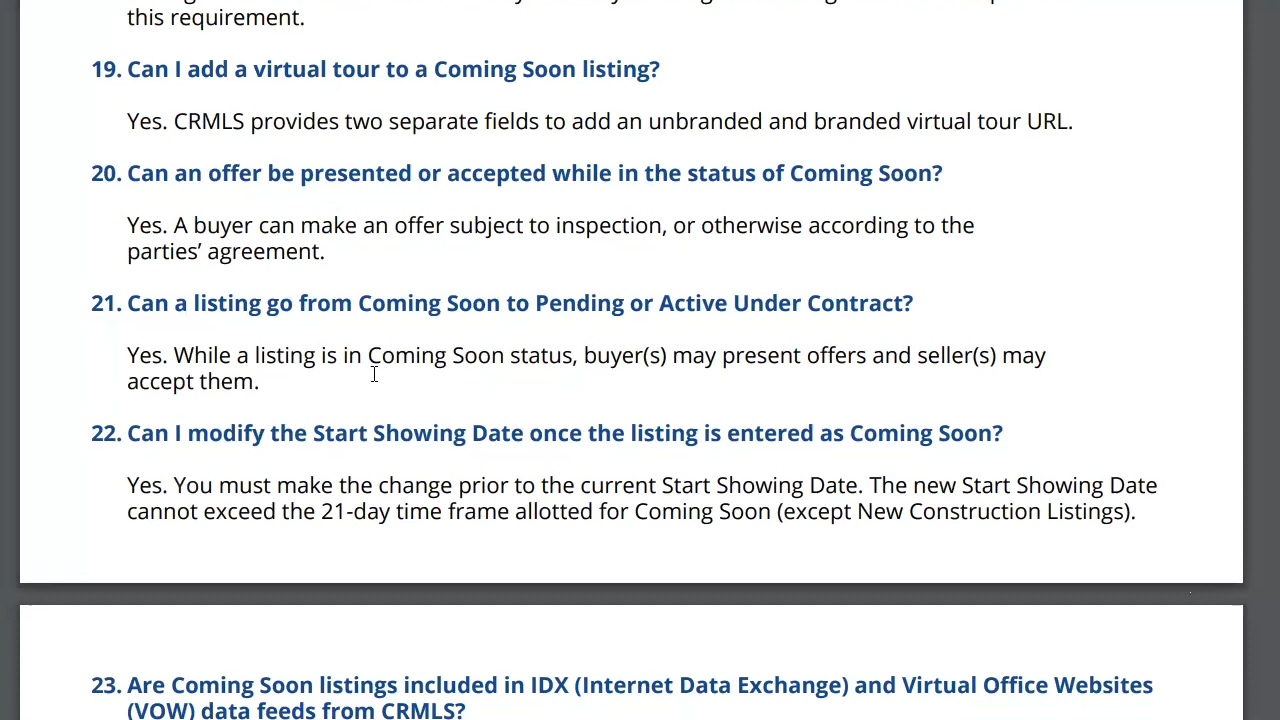 this requirement.
19. Can I add a virtual tour to a Coming Soon listing?
Yes. CRMLS provides two separate fields to add an unbranded and branded virtual tour URL.
20. Can an offer be presented or accepted while in the status of Coming Soon?
Yes. A buyer can make an offer subject to inspection, or otherwise according to the
parties’ agreement.
21. Can a listing go from Coming Soon to Pending or Active Under Contract?
Yes. While a listing is in Coming Soon status, buyer(s) may present offers and seller(s) may
accept them.
22. Can I modify the Start Showing Date once the listing is entered as Coming Soon?
Yes. You must make the change prior to the current Start Showing Date. The new Start Showing Date
cannot exceed the 21-day time frame allotted for Coming Soon (except New Construction Listings).
23. Are Coming Soon listings included in IDX (Internet Data Exchange) and Virtual Office Websites
(VOW) data feeds from CRMLS?